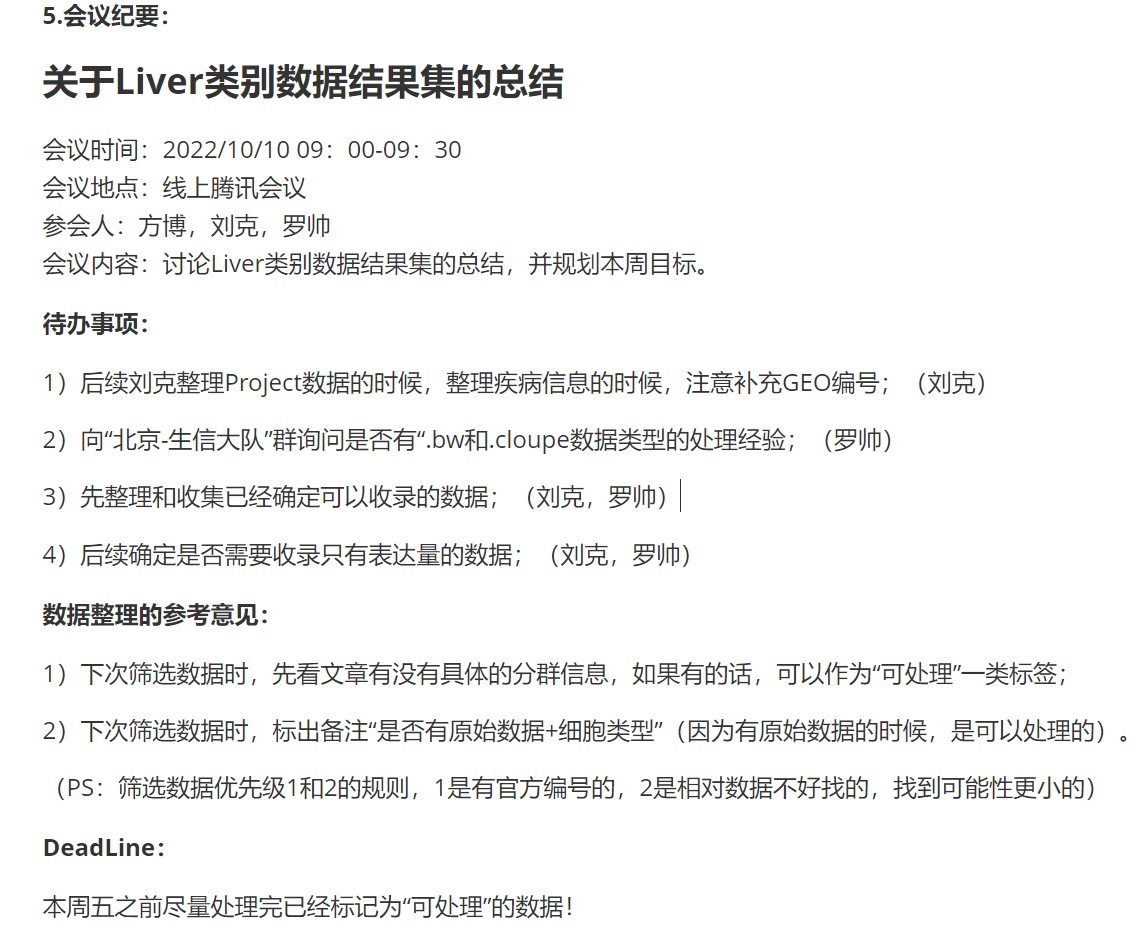 5.会议纪要：
关于Liver类别数据结果集的总结
会议时间：2022/10/10 09：00-09：30
会议地点：线上腾讯会议
参会人：方博，刘克，罗帅
会议内容：讨论Liver类别数据结果集的总结，并规划本周目标。
待办事项：
1）后续刘克整理Project数据的时候，整理疾病信息的时候，注意补充GEO编号；（刘克）
2）向“北京-生信大队”群询问是否有“.bw和.cloupe数据类型的处理经验；（罗帅）
3）先整理和收集已经确定可以收录的数据；（刘克，罗帅）
4）后续确定是否需要收录只有表达量的数据；（刘克，罗帅）
数据整理的参考意见：
1）下次筛选数据时，先看文章有没有具体的分群信息，如果有的话，可以作为“可处理”一类标签；
2）下次筛选数据时，标出备注“是否有原始数据+细胞类型”（因为有原始数据的时候，是可以处理的）。
（PS：筛选数据优先级1和2的规则，1是有官方编号的，2是相对数据不好找的，找到可能性更小的）
DeadLine：
本周五之前尽量处理完已经标记为“可处理”的数据！